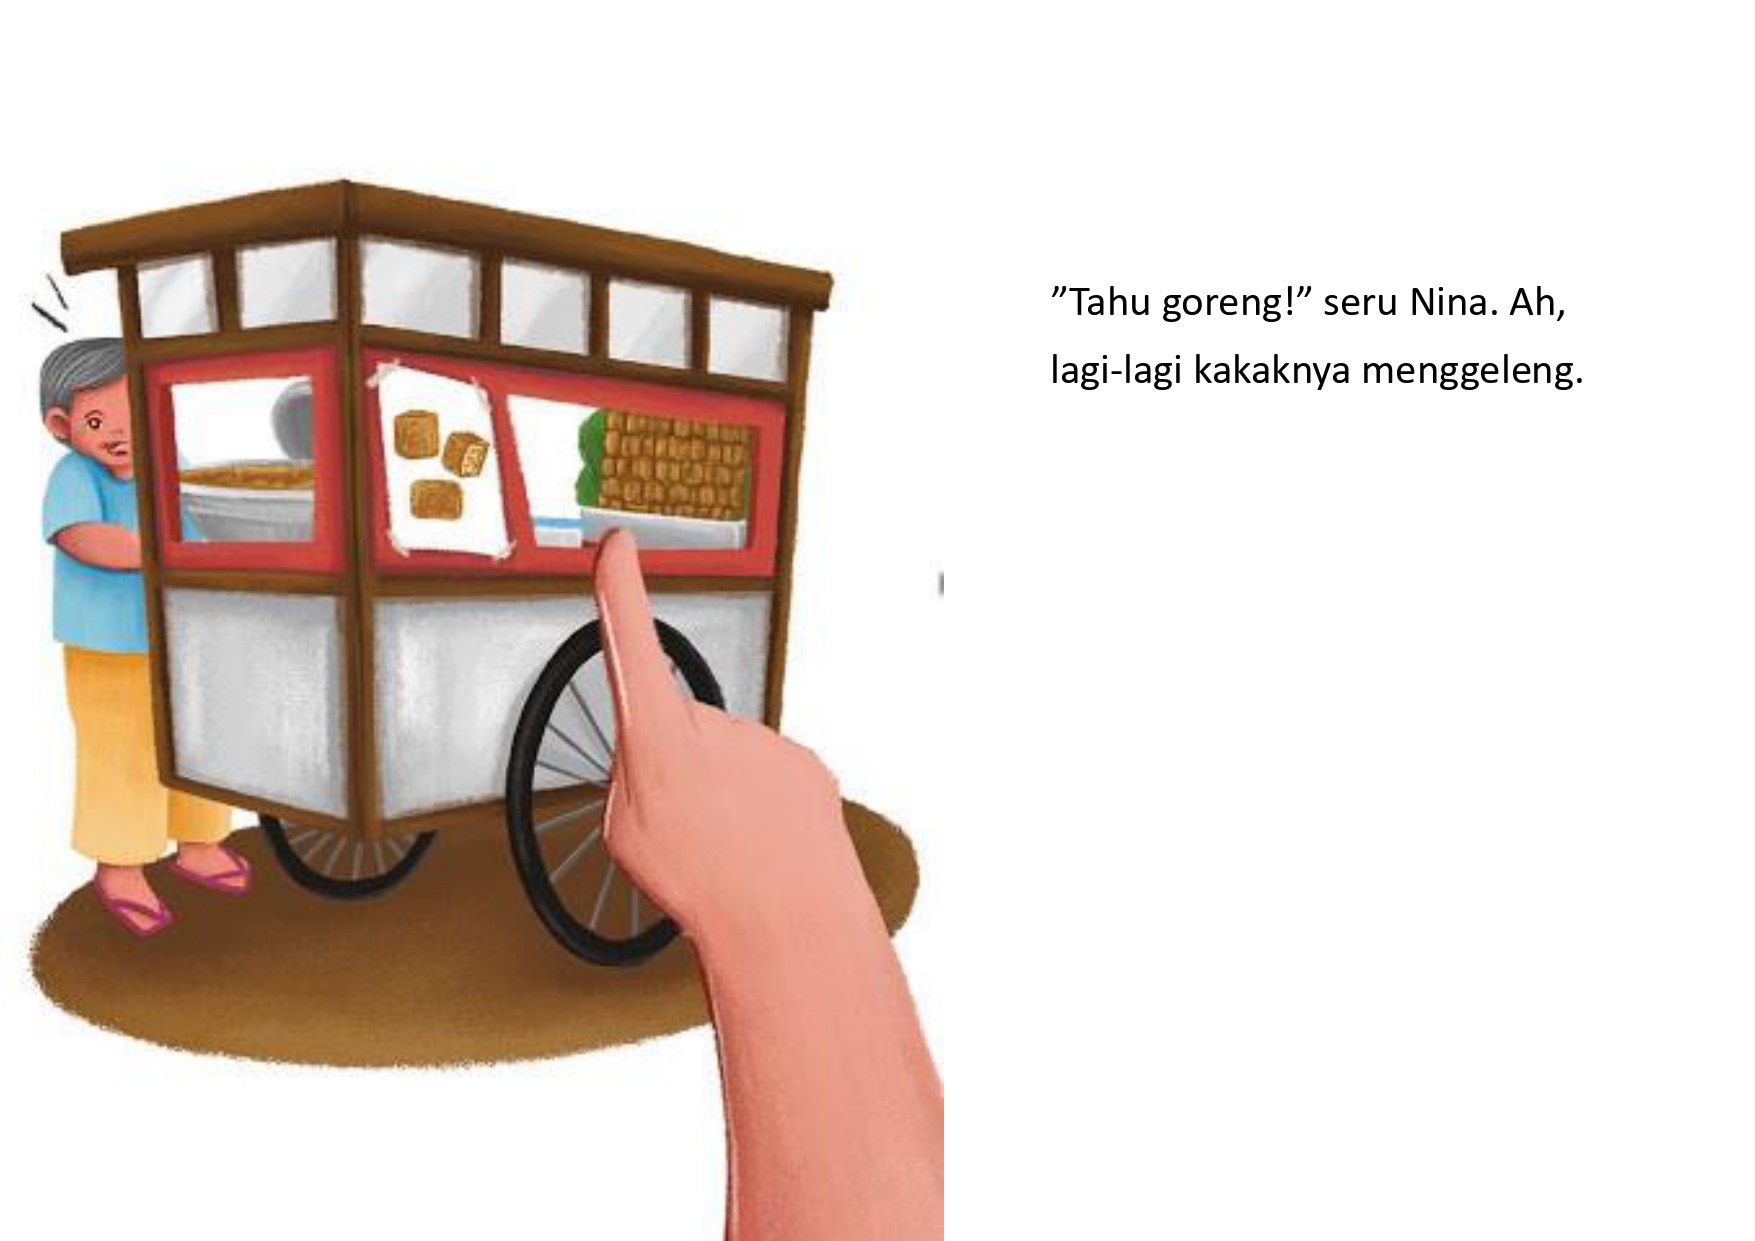 ”Tahu goreng!” seru Nina. Ah,
lagi-lagi kakaknya menggeleng.